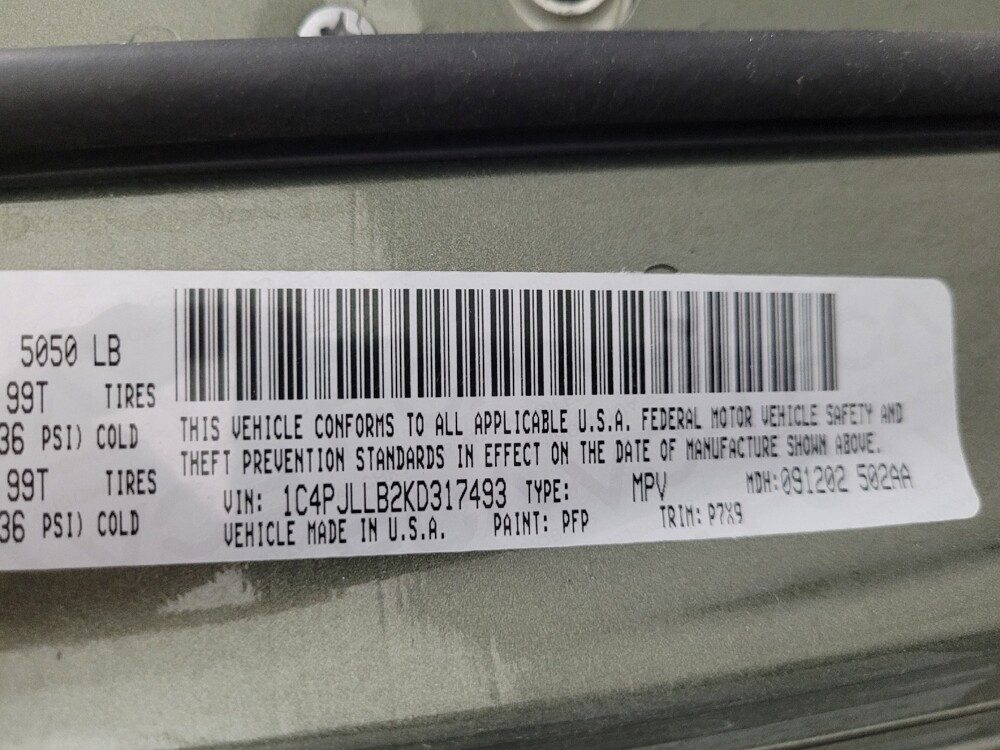 5050 LB
99T TIRES
36 PSI) COLD
99T TIRES
36 PSI) COLD
THIS VEHICLE CONFORMS TO ALL APPLICABLE U.S.A. FEDERAL MOTOR VEHICLE SAFETY AND
THEFT PREVENTION STANDARDS IN EFFECT ON THE DATE OF MANUFACTURE SHOWN ABOVE.
VIN: 1C4PJLLB2KD317493 TYPE: MPV MDH:091202 502AA
VEHICLE MADE IN U.S.A. PAINT: PFP TRIM: P7X9